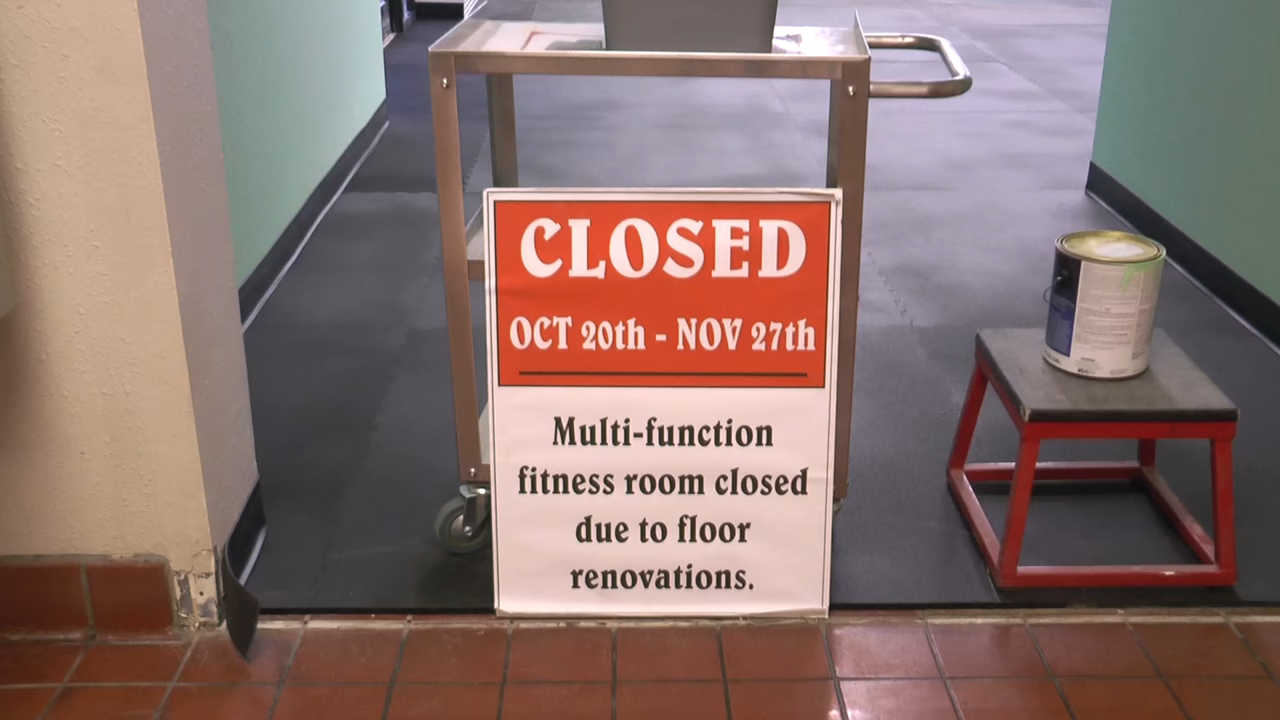 CLOSED
OCT 20th - NOV 27th
Multi-function
fitness room closed
due to floor
renovations.